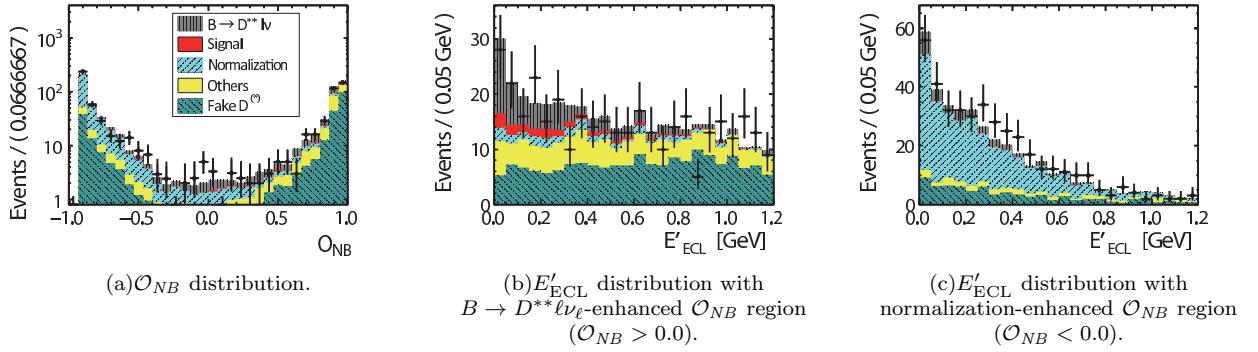 Events / ( 0.0666667)
10³
10²
10
1
B → D** lν
Signal
Normalization
Others
Fake D(*)
−1.0 −0.5 0.0 0.5 1.0
O_NB
(a)𝒪_NB distribution.
Events / (0.05 GeV)
30
20
10
0
0.0 0.2 0.4 0.6 0.8 1.0 1.2
E'_ECL [GeV]
(b)E'_ECL distribution with
B → D**ℓν_ℓ-enhanced 𝒪_NB region
(𝒪_NB > 0.0).
Events / (0.05 GeV)
60
40
20
0
0.0 0.2 0.4 0.6 0.8 1.0 1.2
E'_ECL [GeV]
(c)E'_ECL distribution with
normalization-enhanced 𝒪_NB region
(𝒪_NB < 0.0).